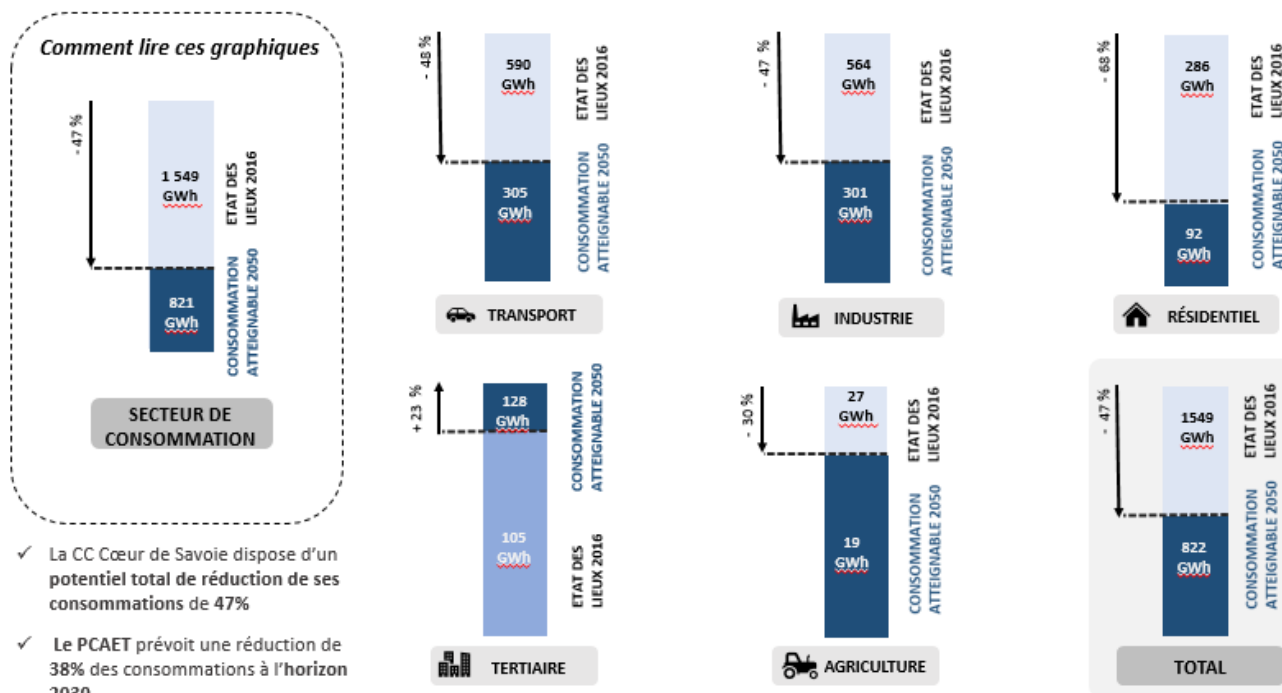 Comment lire ces graphiques
- 47 %
1 549
GWh
ETAT DES
LIEUX 2016
821
GWh
CONSOMMATION
ATTEIGNABLE 2050
SECTEUR DE
CONSOMMATION
✓ La CC Cœur de Savoie dispose d'un
potentiel total de réduction de ses
consommations de 47%
✓ Le PCAET prévoit une réduction de
38% des consommations à l'horizon
2030
- 48 %
590
GWh
ETAT DES
LIEUX 2016
305
GWh
CONSOMMATION
ATTEIGNABLE 2050
TRANSPORT
- 47 %
564
GWh
ETAT DES
LIEUX 2016
301
GWh
CONSOMMATION
ATTEIGNABLE 2050
INDUSTRIE
- 68 %
286
GWh
ETAT DES
LIEUX 2016
92
GWh
CONSOMMATION
ATTEIGNABLE 2050
RÉSIDENTIEL
+ 23 %
128
GWh
CONSOMMATION
ATTEIGNABLE 2050
105
GWh
ETAT DES
LIEUX 2016
TERTIAIRE
- 30 %
27
GWh
ETAT DES
LIEUX 2016
19
GWh
CONSOMMATION
ATTEIGNABLE 2050
AGRICULTURE
- 47 %
1549
GWh
ETAT DES
LIEUX 2016
822
GWh
CONSOMMATION
ATTEIGNABLE 2050
TOTAL